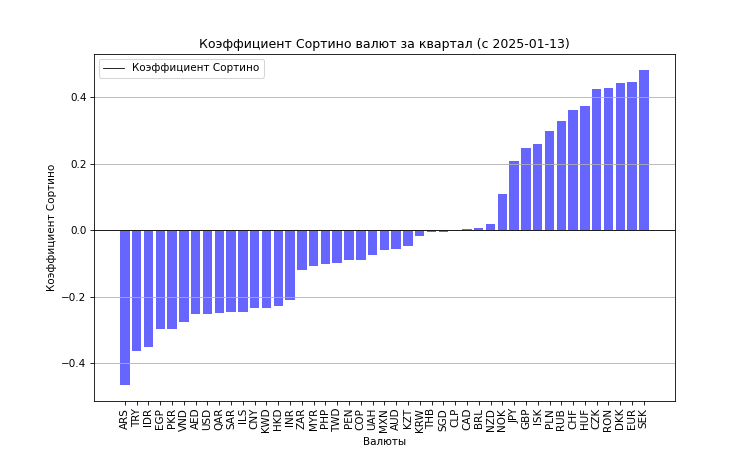 Коэффициент Сортино валют за квартал (с 2025-01-13)
Коэффициент Сортино
0.4
0.2
0.0
−0.2
−0.4
Коэффициент Сортино
ARS TRY IDR EGP PKR VND AED USD QAR SAR ILS CNY KWD HKD INR ZAR MYR PHP TWD PEN COP UAH MXN AUD KZT KRW THB SGD CLP CAD BRL NZD NOK JPY GBP ISK PLN RUB CHF HUF CZK RON DKK EUR SEK
Валюты